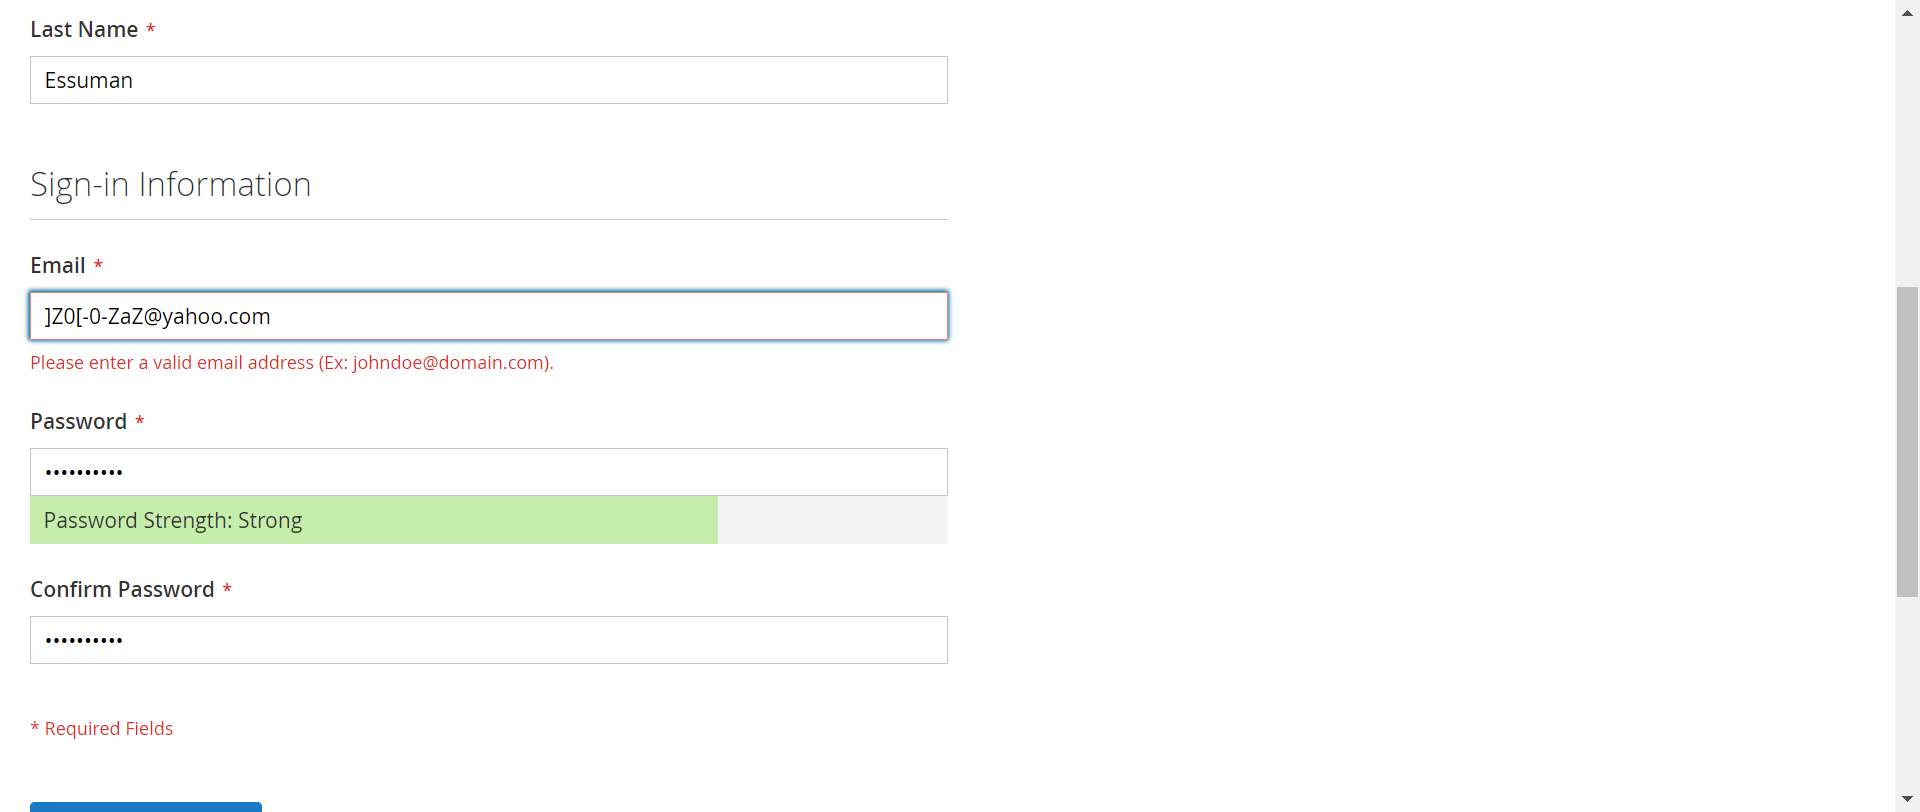 Last Name *
Essuman
Sign-in Information
Email *
]Z0[-0-ZaZ@yahoo.com
Please enter a valid email address (Ex: johndoe@domain.com).
Password *
••••••••••
Password Strength: Strong
Confirm Password *
••••••••••
* Required Fields